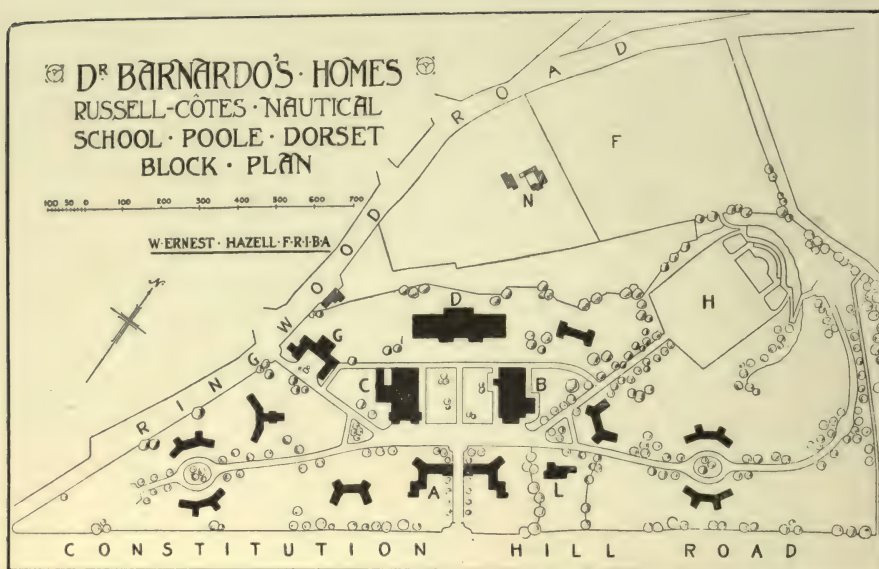 DR BARNARDO'S · HOMES
RUSSELL-CÔTES · NAUTICAL
SCHOOL · POOLE · DORSET
BLOCK · PLAN
100 50 0 100 200 300 400 500 600 700
W·ERNEST·HAZELL·F·R·I·B·A
RINGWOOD ROAD
N
F
N
D
H
G
C
B
A
L
CONSTITUTION HILL ROAD